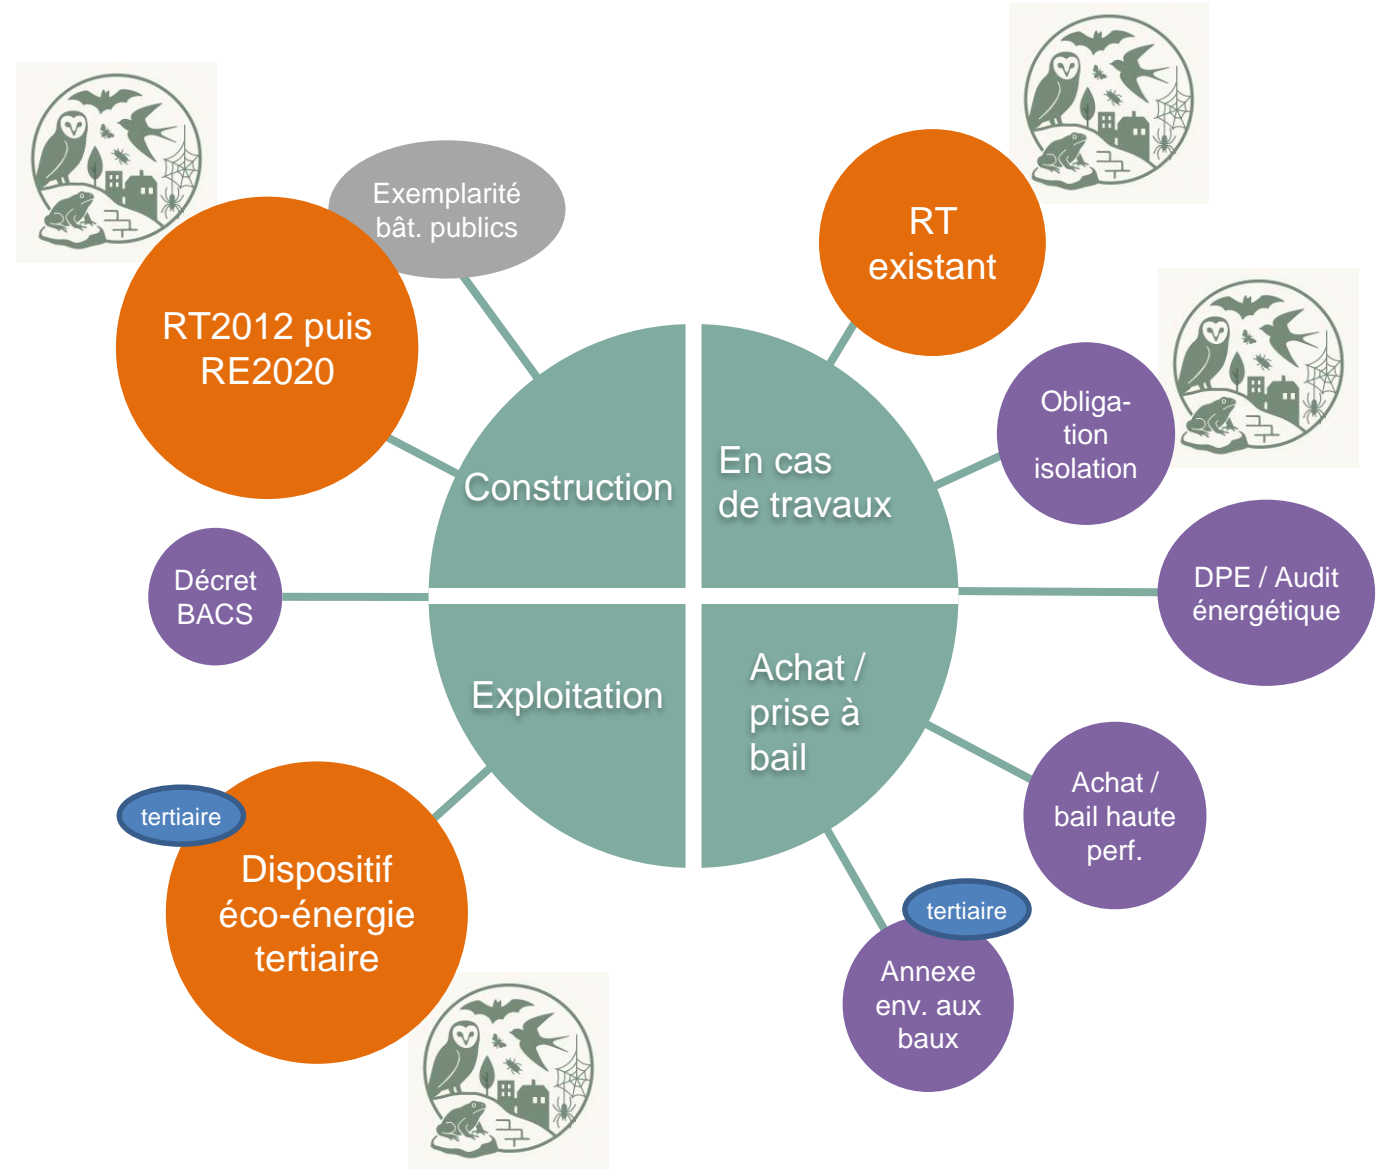 Exemplarité
bât. publics
RT2012 puis
RE2020
RT
existant
Obliga-
tion
isolation
Construction
En cas
de travaux
Décret
BACS
DPE / Audit
énergétique
Exploitation
Achat /
prise à
bail
tertiaire
Dispositif
éco-énergie
tertiaire
Achat /
bail haute
perf.
tertiaire
Annexe
env. aux
baux